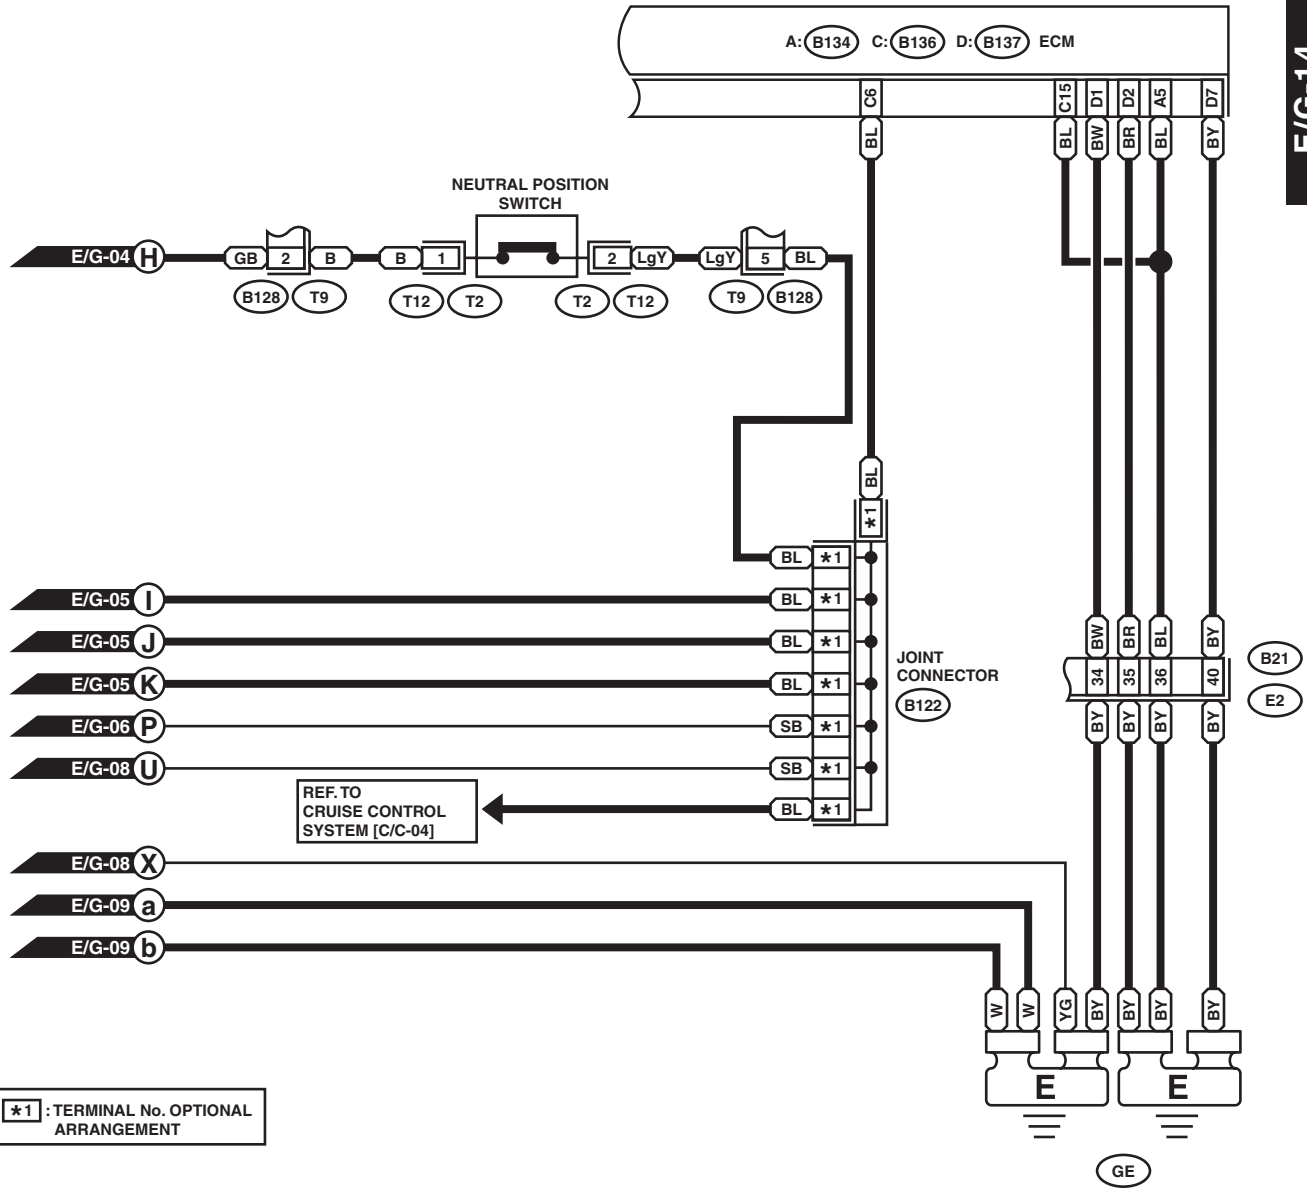 A: B134 C: B136 D: B137 ECM
C6 C15 D1 D2 A5 D7
BL BL BW BR BL BY
E/G-14
NEUTRAL POSITION
SWITCH
E/G-04 H GB 2 B B 1 2 LgY LgY 5 BL
B128 T9 T12 T2 T2 T12 T9 B128
BL
*1
BL *1
E/G-05 I BL *1
E/G-05 J BL *1
E/G-05 K BL *1
E/G-06 P SB *1
E/G-08 U SB *1
BL *1
JOINT
CONNECTOR
B122
BW BR BL BY
34 35 36 40
BY BY BY BY
B21
E2
REF. TO
CRUISE CONTROL
SYSTEM [C/C-04]
E/G-08 X
E/G-09 a
E/G-09 b
W W YG BY BY BY BY
E E
GE
*1 : TERMINAL No. OPTIONAL
ARRANGEMENT